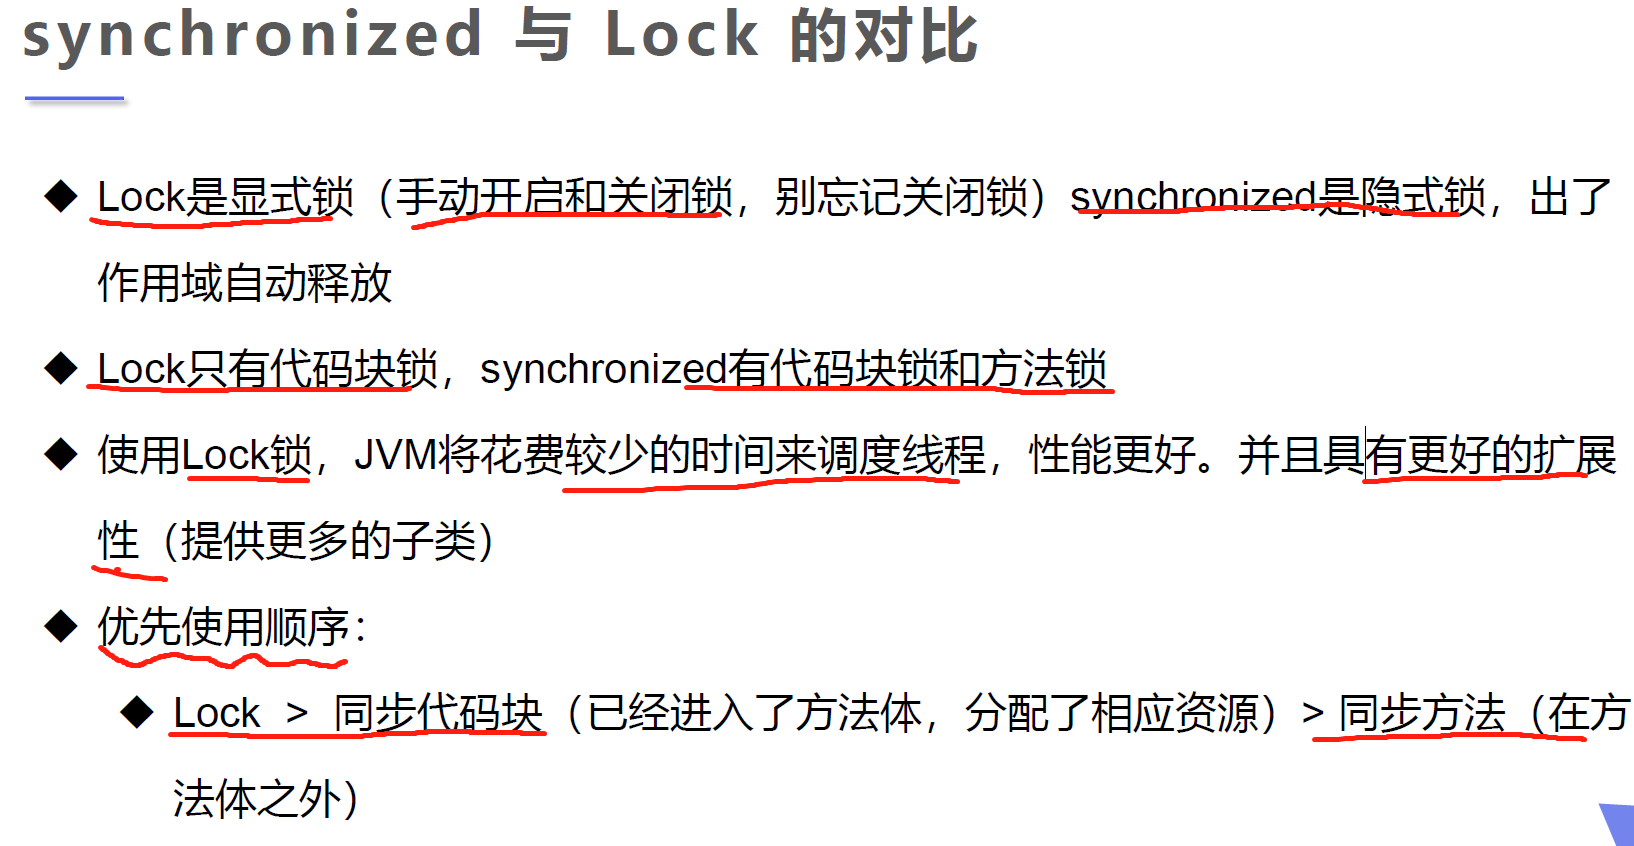 synchronized 与 Lock 的对比
Lock是显式锁（手动开启和关闭锁，别忘记关闭锁）synchronized是隐式锁，出了
作用域自动释放
Lock只有代码块锁，synchronized有代码块锁和方法锁
使用Lock锁，JVM将花费较少的时间来调度线程，性能更好。并且具有更好的扩展
性（提供更多的子类）
优先使用顺序：
Lock > 同步代码块（已经进入了方法体，分配了相应资源）> 同步方法（在方
法体之外）